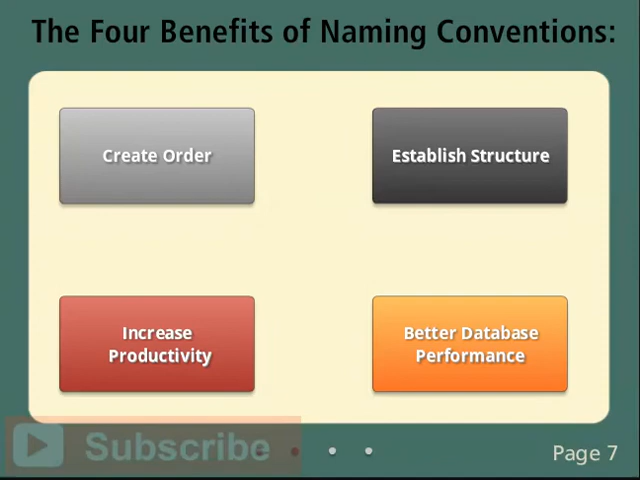 The Four Benefits of Naming Conventions:
Create Order
Establish Structure
Increase
Productivity
Better Database
Performance
Subscribe
Page 7